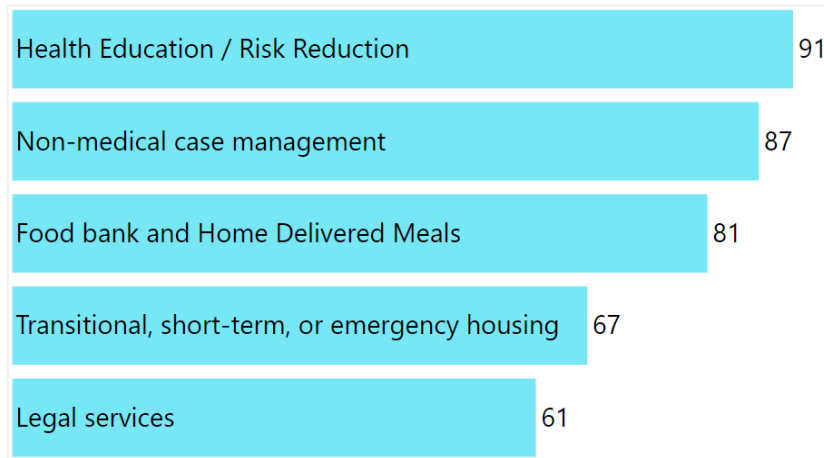 Health Education / Risk Reduction 91
Non-medical case management 87
Food bank and Home Delivered Meals 81
Transitional, short-term, or emergency housing 67
Legal services 61